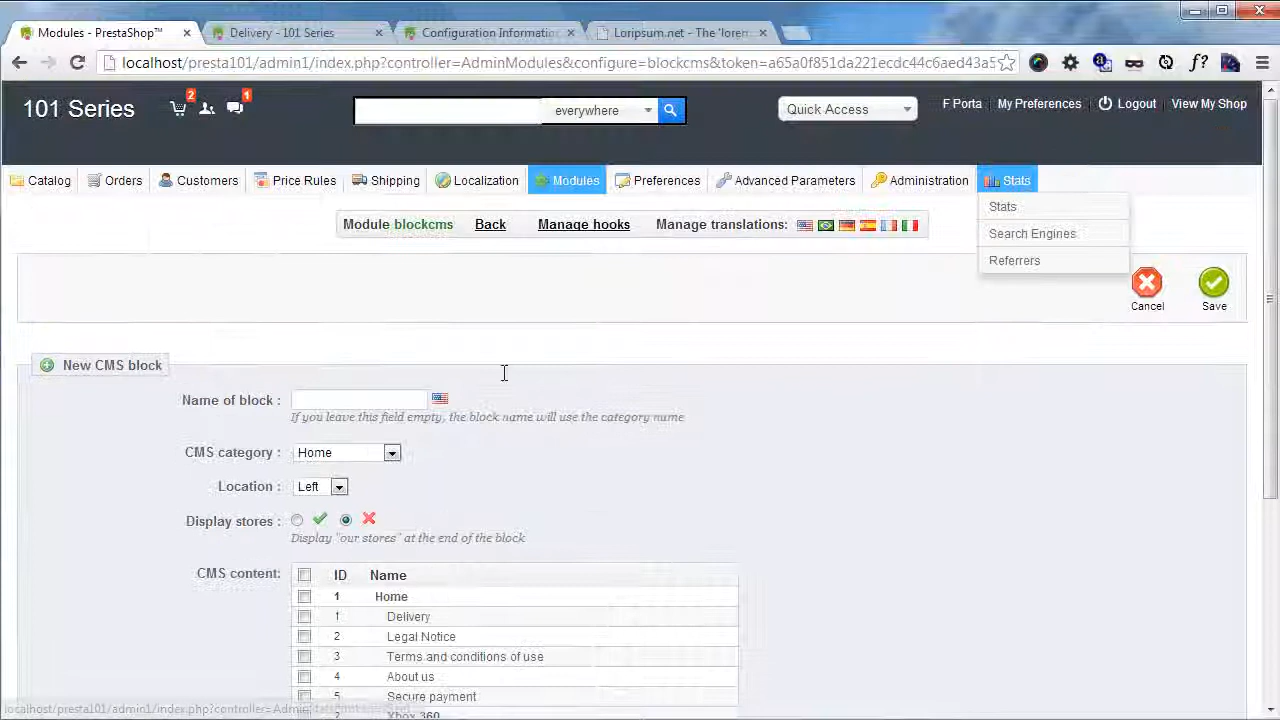 Modules - PrestaShop™
Delivery - 101 Series
Configuration Informatio
Loripsum.net - The 'lorem
localhost/presta101/admin1/index.php?controller=AdminModules&configure=blockcms&token=a65a0f851da221ecdc44c6aed43a5
101 Series
2
1
everywhere
Quick Access
F Porta
My Preferences
Logout
View My Shop
Catalog
Orders
Customers
Price Rules
Shipping
Localization
Modules
Preferences
Advanced Parameters
Administration
Stats
Stats
Search Engines
Referrers
Module blockcms
Back
Manage hooks
Manage translations:
Cancel
Save
New CMS block
Name of block :
If you leave this field empty, the block name will use the category name
CMS category :
Home
Location :
Left
Display stores :
Display "our stores" at the end of the block
CMS content:
ID Name
1 Home
1 Delivery
2 Legal Notice
3 Terms and conditions of use
4 About us
5 Secure payment
Xbox 360